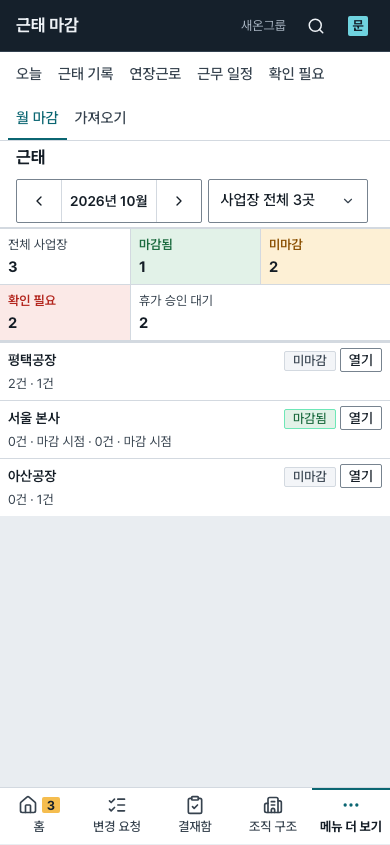 근태 마감
새온그룹
문
오늘
근태 기록
연장근로
근무 일정
확인 필요
월 마감
가져오기
근태
2026년 10월
사업장 전체 3곳
전체 사업장
3
마감됨
1
미마감
2
확인 필요
2
휴가 승인 대기
2
평택공장
미마감
열기
2건 · 1건
서울 본사
마감됨
열기
0건 · 마감 시점 · 0건 · 마감 시점
아산공장
미마감
열기
0건 · 1건
3
홈
변경 요청
결재함
조직 구조
메뉴 더 보기